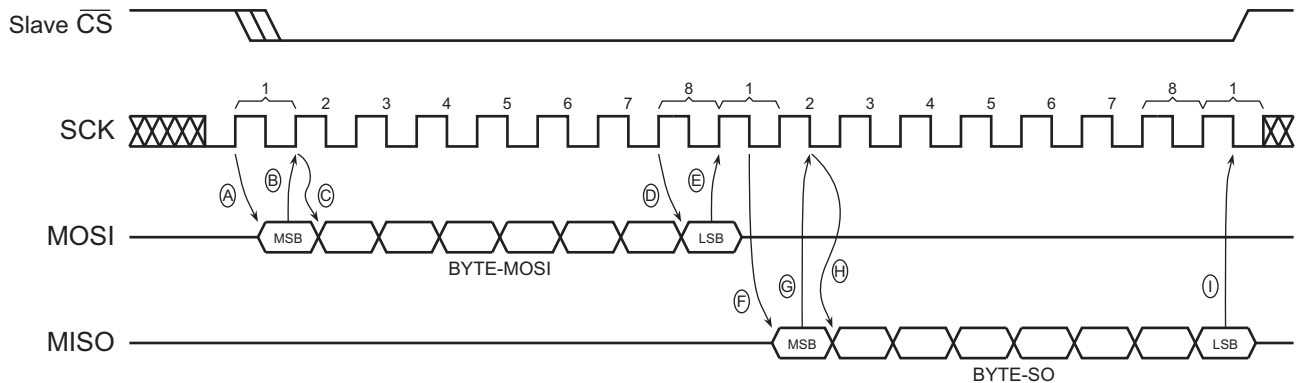 Slave CS
1 2 3 4 5 6 7 8 1 2 3 4 5 6 7 8 1
SCK
A B C D E
MOSI MSB LSB
BYTE-MOSI
F G H I
MISO MSB LSB
BYTE-SO